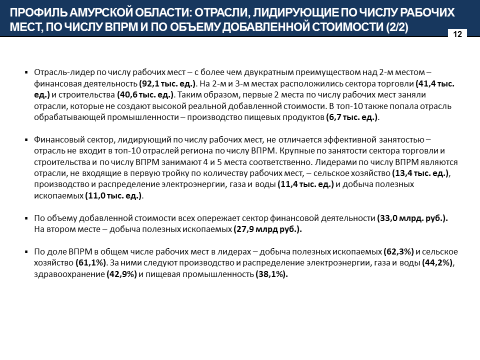 ПРОФИЛЬ АМУРСКОЙ ОБЛАСТИ: ОТРАСЛИ, ЛИДИРУЮЩИЕ ПО ЧИСЛУ РАБОЧИХ
МЕСТ, ПО ЧИСЛУ ВПРМ И ПО ОБЪЕМУ ДОБАВЛЕННОЙ СТОИМОСТИ (2/2)
12
▪ Отрасль-лидер по числу рабочих мест – с более чем двукратным преимуществом над 2-м местом –
финансовая деятельность (92,1 тыс. ед.). На 2-м и 3-м местах расположились сектора торговли (41,4 тыс.
ед.) и строительства (40,6 тыс. ед.). Таким образом, первые 2 места по числу рабочих мест заняли
отрасли, которые не создают высокой реальной добавленной стоимости. В топ-10 также попала отрасль
обрабатывающей промышленности – производство пищевых продуктов (6,7 тыс. ед.).
▪ Финансовый сектор, лидирующий по числу рабочих мест, не отличается эффективной занятостью –
отрасль не входит в топ-10 отраслей региона по числу ВПРМ. Крупные по занятости сектора торговли и
строительства и по числу ВПРМ занимают 4 и 5 места соответственно. Лидерами по числу ВПРМ являются
отрасли, не входящие в первую тройку по количеству рабочих мест, – сельское хозяйство (13,4 тыс. ед.),
производство и распределение электроэнергии, газа и воды (11,4 тыс. ед.) и добыча полезных
ископаемых (11,0 тыс. ед.).
▪ По объему добавленной стоимости всех опережает сектор финансовой деятельности (33,0 млрд. руб.).
На втором месте – добыча полезных ископаемых (27,9 млрд руб.).
▪ По доле ВПРМ в общем числе рабочих мест в лидерах – добыча полезных ископаемых (62,3%) и сельское
хозяйство (61,1%). За ними следуют производство и распределение электроэнергии, газа и воды (44,2%),
здравоохранение (42,9%) и пищевая промышленность (38,1%).